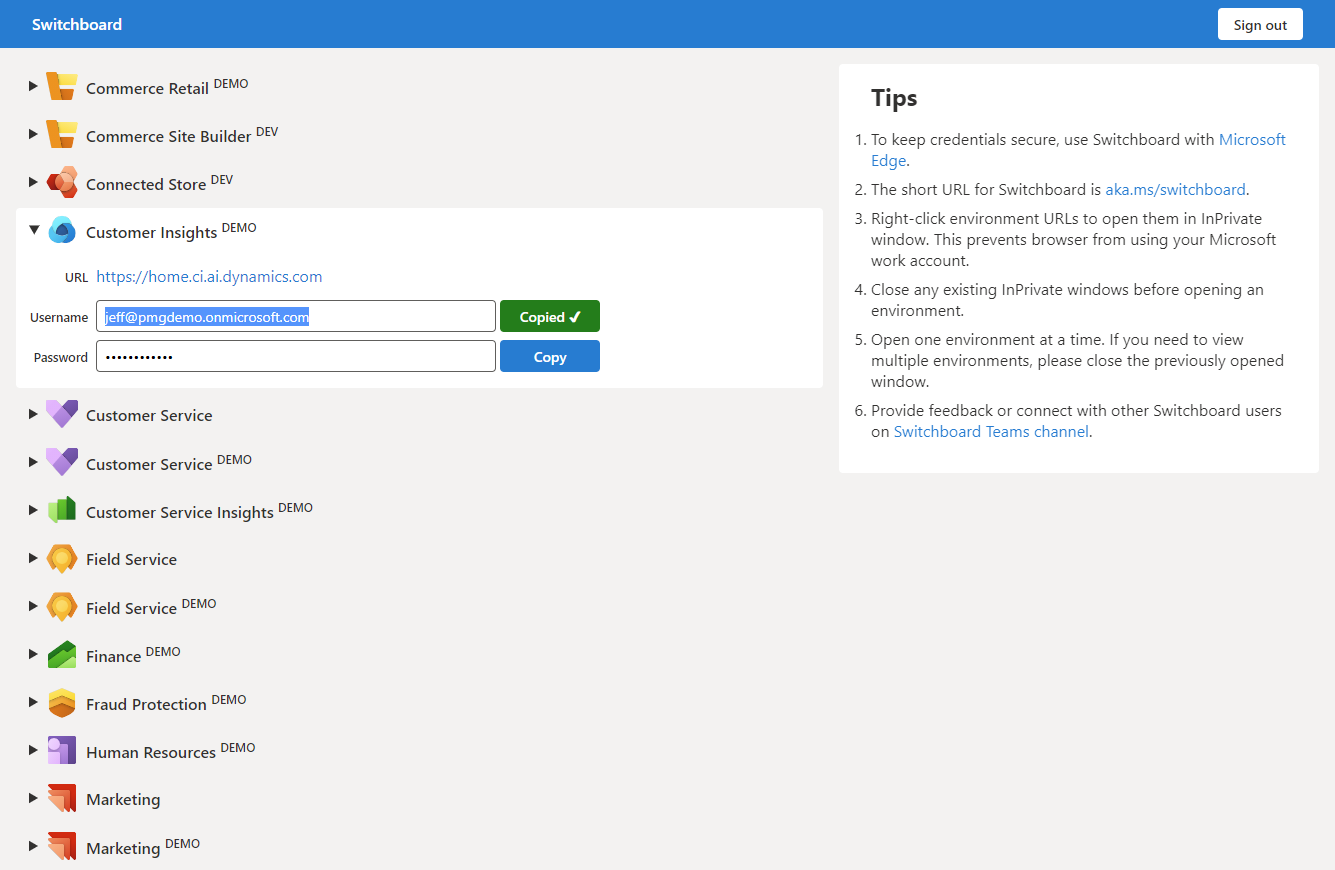 Switchboard
Sign out
Commerce Retail DEMO
Commerce Site Builder DEV
Connected Store DEV
Customer Insights DEMO
URL https://home.ci.ai.dynamics.com
Username jeff@pmgdemo.onmicrosoft.com Copied ✔
Password •••••••••••• Copy
Customer Service
Customer Service DEMO
Customer Service Insights DEMO
Field Service
Field Service DEMO
Finance DEMO
Fraud Protection DEMO
Human Resources DEMO
Marketing
Marketing DEMO
Tips
1. To keep credentials secure, use Switchboard with Microsoft
Edge.
2. The short URL for Switchboard is aka.ms/switchboard.
3. Right-click environment URLs to open them in InPrivate
window. This prevents browser from using your Microsoft
work account.
4. Close any existing InPrivate windows before opening an
environment.
5. Open one environment at a time. If you need to view
multiple environments, please close the previously opened
window.
6. Provide feedback or connect with other Switchboard users
on Switchboard Teams channel.